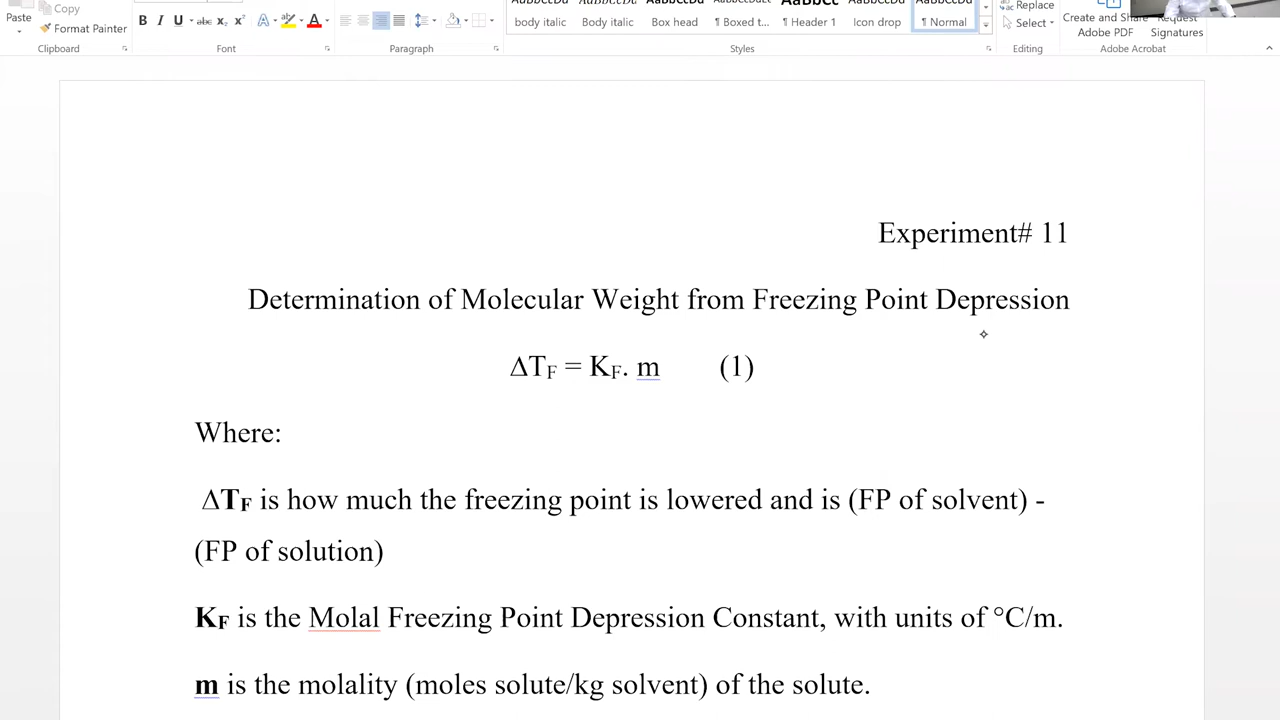 Paste
Copy
Format Painter
Clipboard
B I U abc x₂ x² A A
Font
Paragraph
body italic Body italic Box head ¶ Boxed t... ¶ Header 1 Icon drop ¶ Normal
Styles
Replace
Select
Editing
Create and Share Request
Adobe PDF Signatures
Adobe Acrobat
Experiment# 11
Determination of Molecular Weight from Freezing Point Depression
ΔTF = KF. m (1)
Where:
ΔTF is how much the freezing point is lowered and is (FP of solvent) -
(FP of solution)
KF is the Molal Freezing Point Depression Constant, with units of °C/m.
m is the molality (moles solute/kg solvent) of the solute.